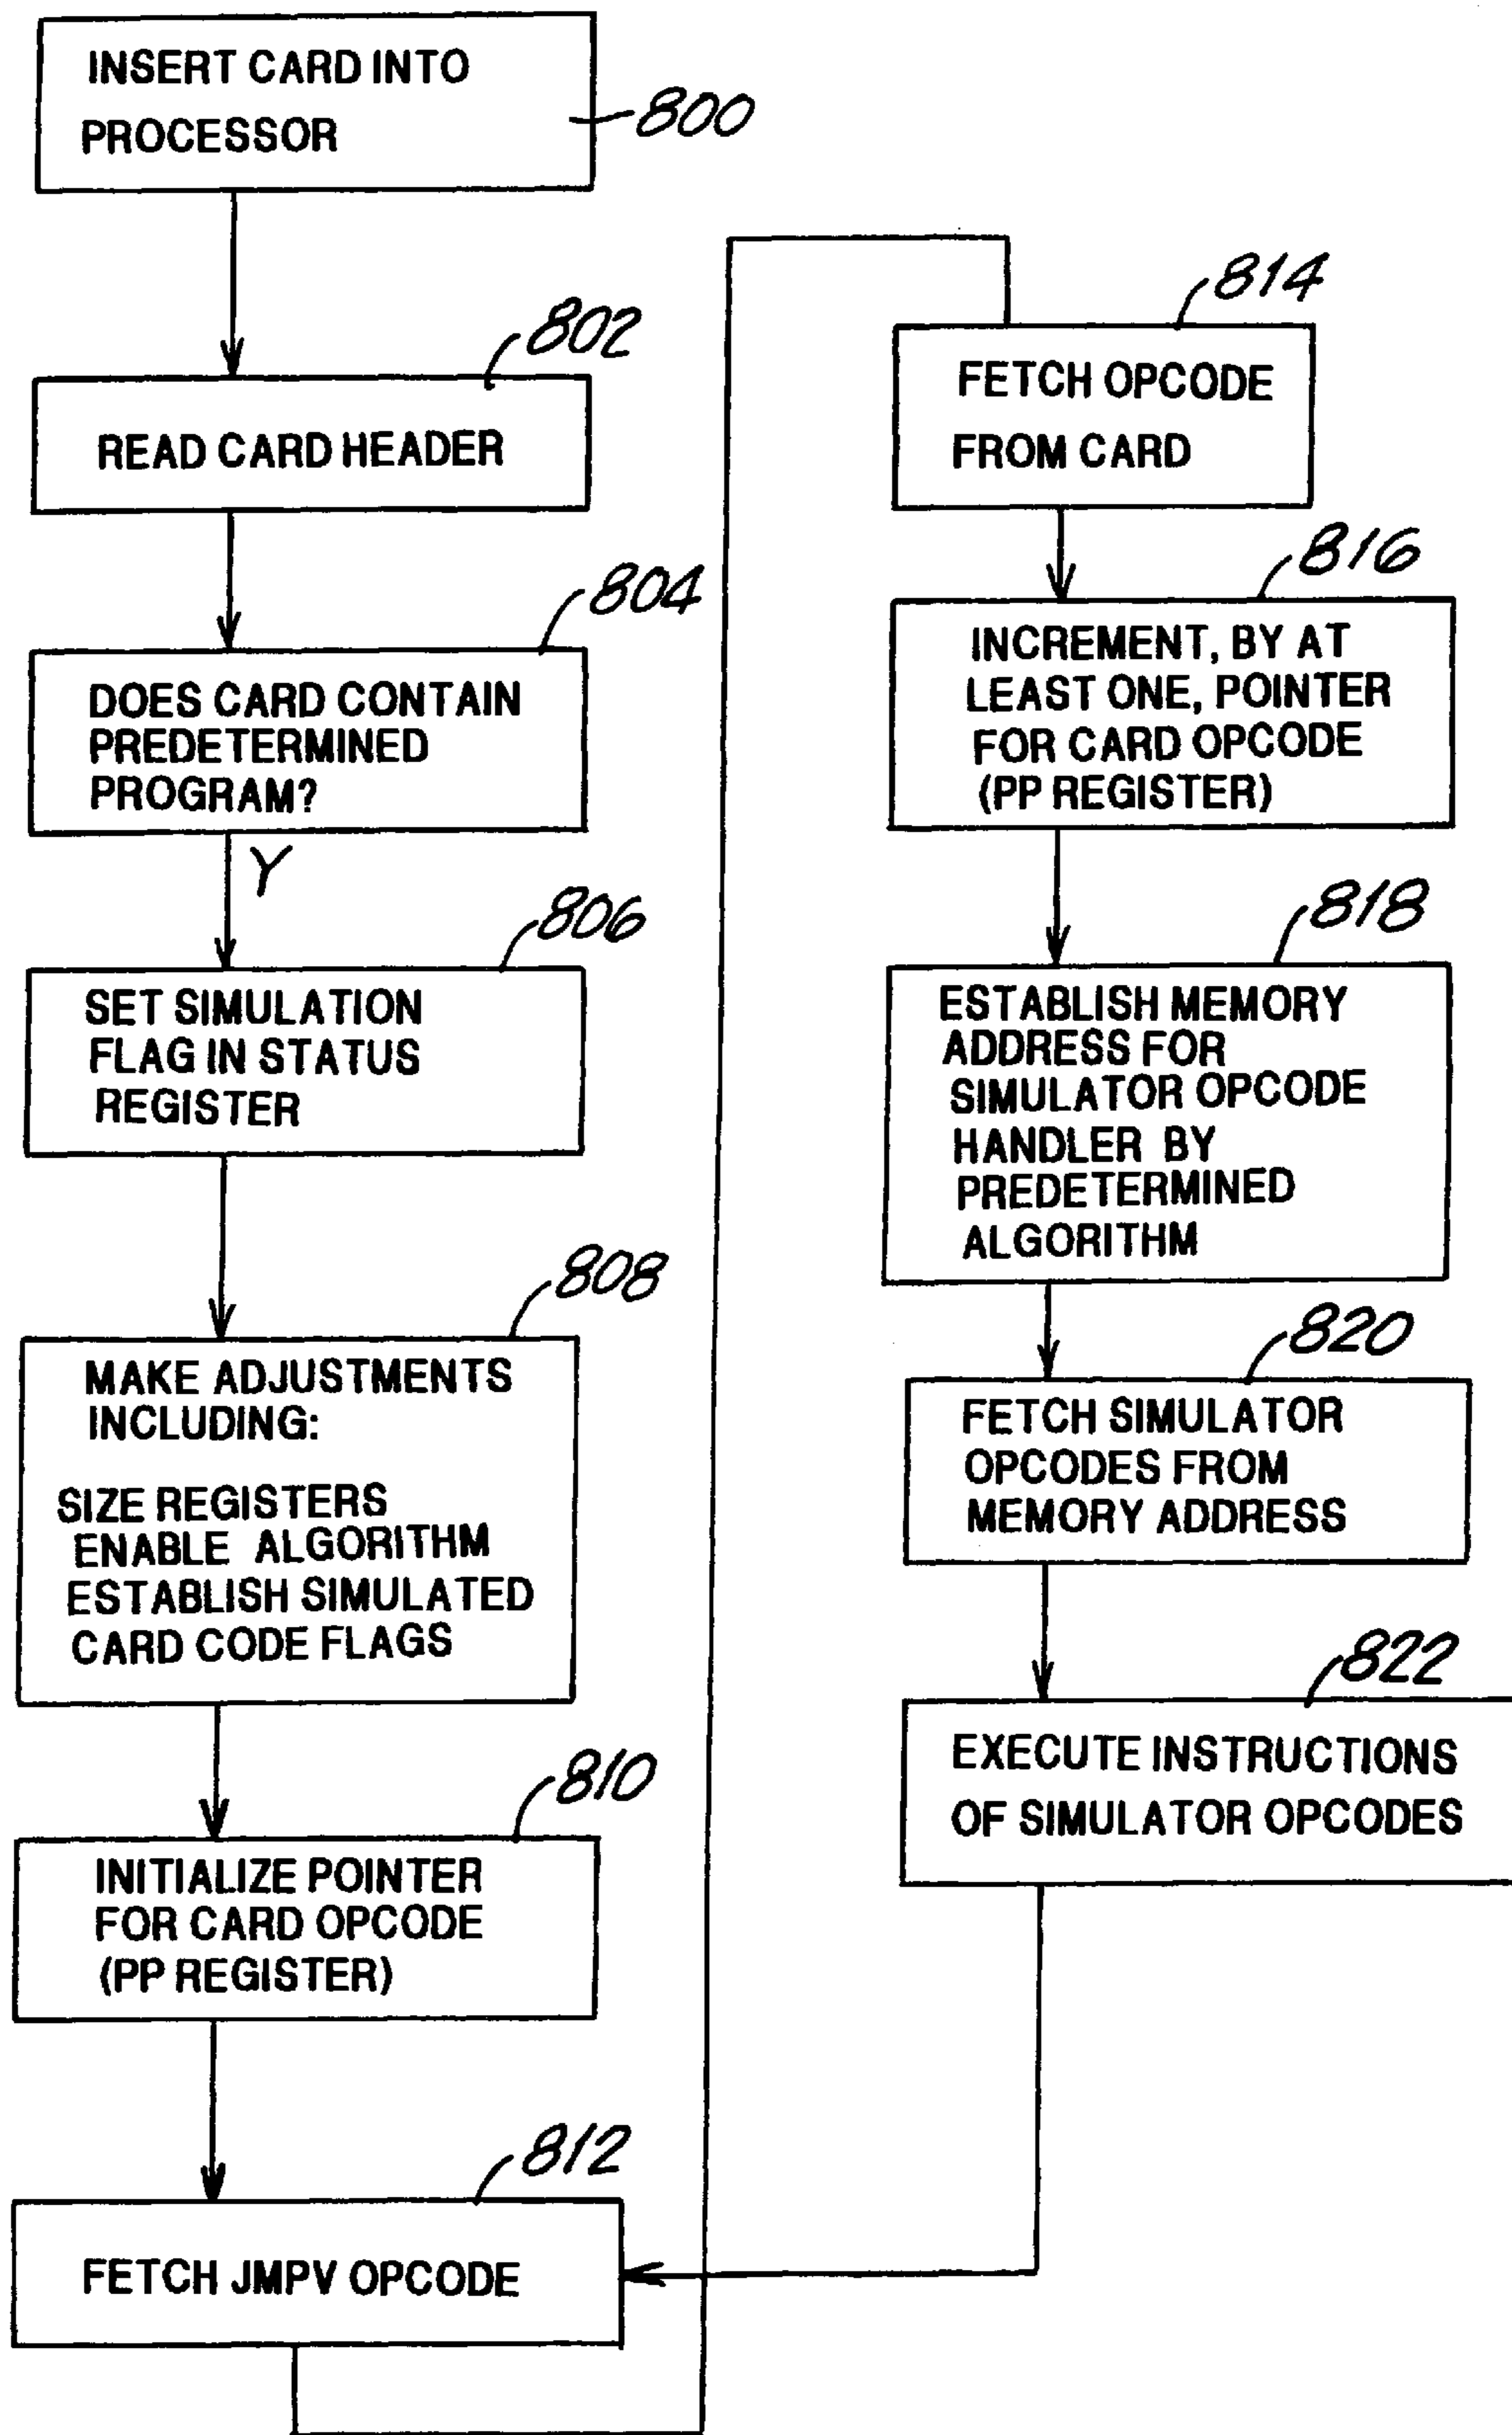 INSERT CARD INTO
PROCESSOR
800
802
READ CARD HEADER
804
DOES CARD CONTAIN
PREDETERMINED
PROGRAM?
Y
806
SET SIMULATION
FLAG IN STATUS
REGISTER
808
MAKE ADJUSTMENTS
INCLUDING:
SIZE REGISTERS
ENABLE ALGORITHM
ESTABLISH SIMULATED
CARD CODE FLAGS
810
INITIALIZE POINTER
FOR CARD OPCODE
(PP REGISTER)
812
FETCH JMPV OPCODE
814
FETCH OPCODE
FROM CARD
816
INCREMENT, BY AT
LEAST ONE, POINTER
FOR CARD OPCODE
(PP REGISTER)
818
ESTABLISH MEMORY
ADDRESS FOR
SIMULATOR OPCODE
HANDLER BY
PREDETERMINED
ALGORITHM
820
FETCH SIMULATOR
OPCODES FROM
MEMORY ADDRESS
822
EXECUTE INSTRUCTIONS
OF SIMULATOR OPCODES